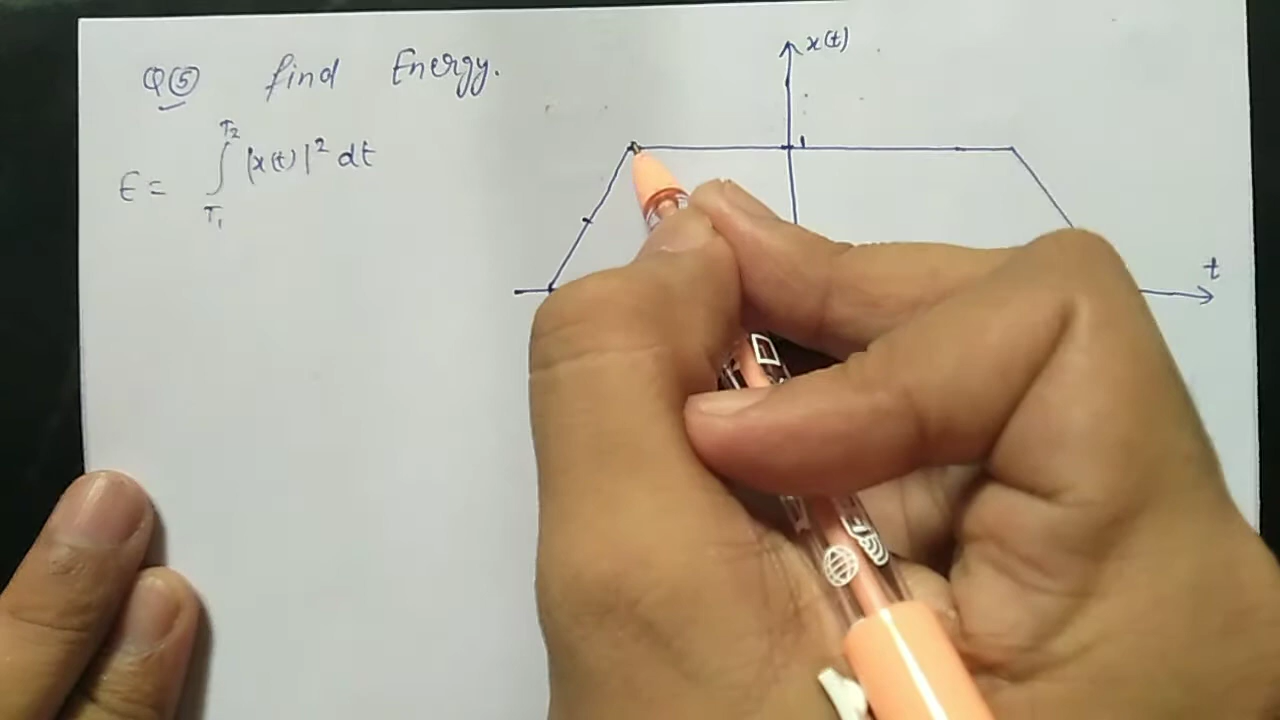 Q⑤ find Energy.
E = ∫_{T₁}^{T₂} |x(t)|² dt
x(t)
1
t